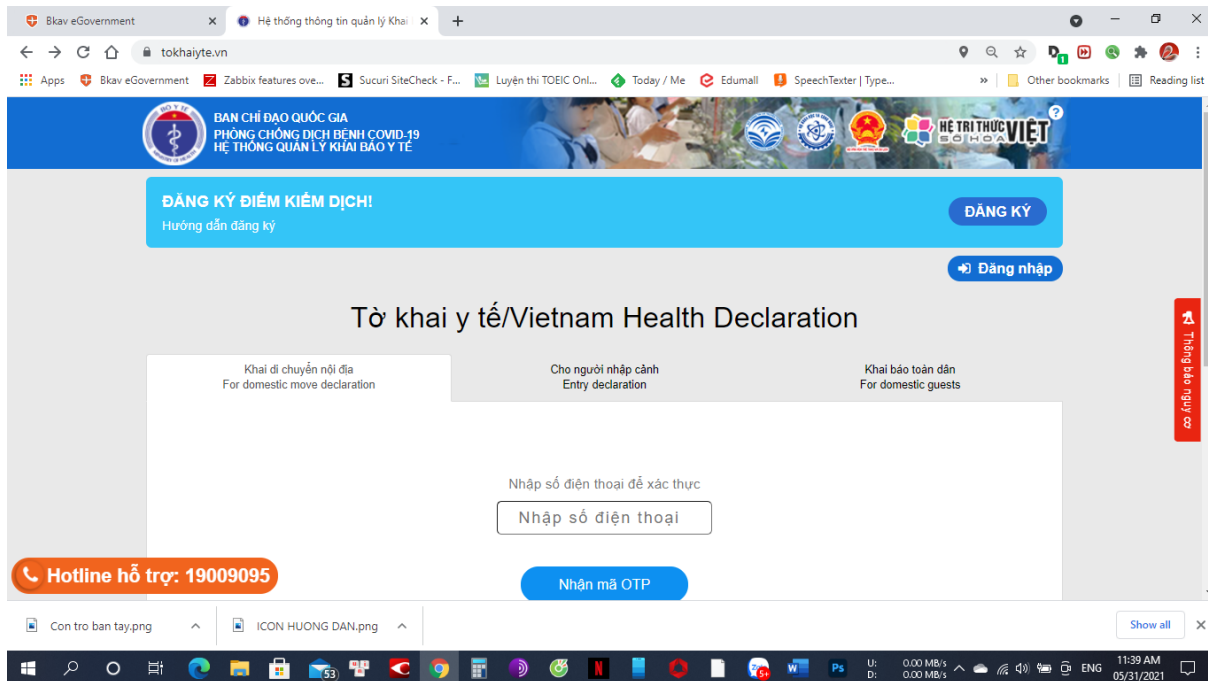 Bkav eGovernment
Hệ thống thông tin quản lý Khai
tokhaiyte.vn
Apps
Bkav eGovernment
Zabbix features ove...
Sucuri SiteCheck - F...
Luyện thi TOEIC Onl...
Today / Me
Edumall
SpeechTexter | Type...
»
Other bookmarks
Reading list
BỘ Y TẾ
MINISTRY OF HEALTH
BAN CHỈ ĐẠO QUỐC GIA
PHÒNG CHỐNG DỊCH BỆNH COVID-19
HỆ THỐNG QUẢN LÝ KHAI BÁO Y TẾ
HỆ TRI THỨC VIỆT
SỐ HÓA
?
ĐĂNG KÝ ĐIỂM KIỂM DỊCH!
Hướng dẫn đăng ký
ĐĂNG KÝ
Đăng nhập
Tờ khai y tế/Vietnam Health Declaration
Thông báo nguy cơ
Khai di chuyển nội địa
For domestic move declaration
Cho người nhập cảnh
Entry declaration
Khai báo toàn dân
For domestic guests
Nhập số điện thoại để xác thực
Nhập số điện thoại
Hotline hỗ trợ: 19009095
Nhận mã OTP
Con tro ban tay.png
ICON HUONG DAN.png
Show all
53
5+
U: 0.00 MB/s
D: 0.00 MB/s
ENG
11:39 AM
05/31/2021